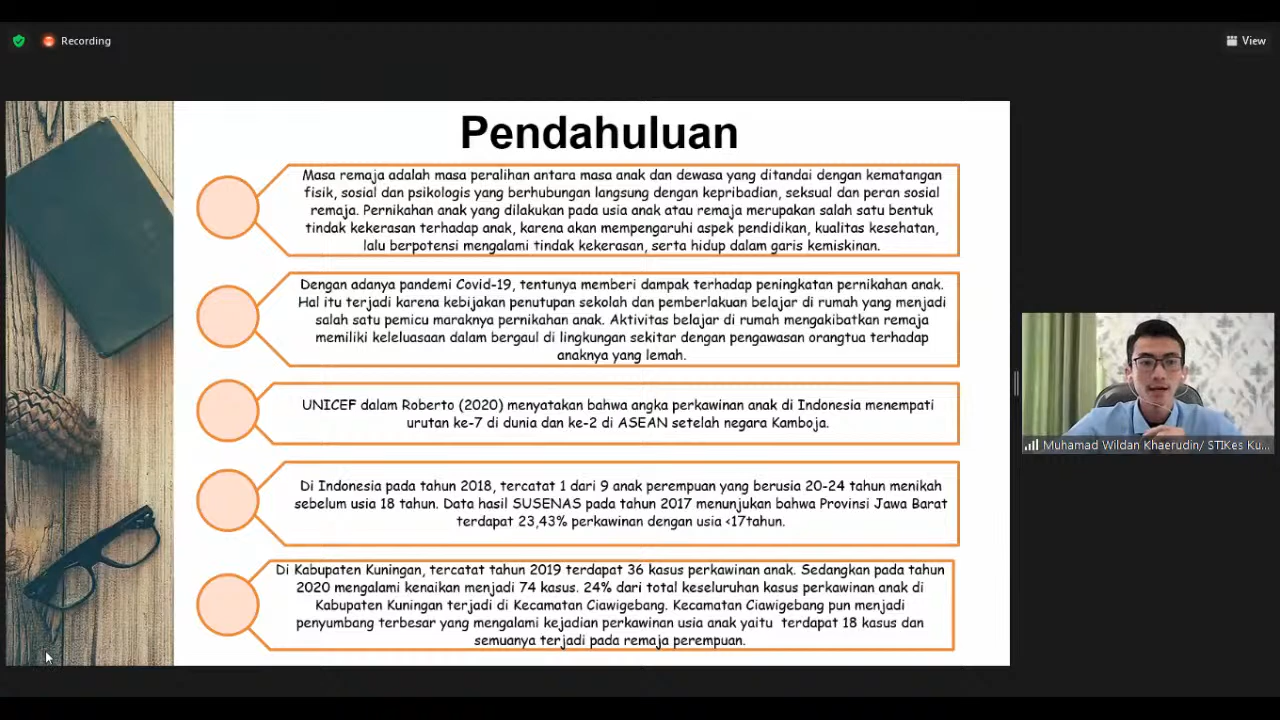 Recording
View
Pendahuluan
Masa remaja adalah masa peralihan antara masa anak dan dewasa yang ditandai dengan kematangan
fisik, sosial dan psikologis yang berhubungan langsung dengan kepribadian, seksual dan peran sosial
remaja. Pernikahan anak yang dilakukan pada usia anak atau remaja merupakan salah satu bentuk
tindak kekerasan terhadap anak, karena akan mempengaruhi aspek pendidikan, kualitas kesehatan,
lalu berpotensi mengalami tindak kekerasan, serta hidup dalam garis kemiskinan.
Dengan adanya pandemi Covid-19, tentunya memberi dampak terhadap peningkatan pernikahan anak.
Hal itu terjadi karena kebijakan penutupan sekolah dan pemberlakuan belajar di rumah yang menjadi
salah satu pemicu maraknya pernikahan anak. Aktivitas belajar di rumah mengakibatkan remaja
memiliki keleluasaan dalam bergaul di lingkungan sekitar dengan pengawasan orangtua terhadap
anaknya yang lemah.
UNICEF dalam Roberto (2020) menyatakan bahwa angka perkawinan anak di Indonesia menempati
urutan ke-7 di dunia dan ke-2 di ASEAN setelah negara Kamboja.
Di Indonesia pada tahun 2018, tercatat 1 dari 9 anak perempuan yang berusia 20-24 tahun menikah
sebelum usia 18 tahun. Data hasil SUSENAS pada tahun 2017 menunjukan bahwa Provinsi Jawa Barat
terdapat 23,43% perkawinan dengan usia <17tahun.
Di Kabupaten Kuningan, tercatat tahun 2019 terdapat 36 kasus perkawinan anak. Sedangkan pada tahun
2020 mengalami kenaikan menjadi 74 kasus. 24% dari total keseluruhan kasus perkawinan anak di
Kabupaten Kuningan terjadi di Kecamatan Ciawigebang. Kecamatan Ciawigebang pun menjadi
penyumbang terbesar yang mengalami kejadian perkawinan usia anak yaitu terdapat 18 kasus dan
semuanya terjadi pada remaja perempuan.
Muhamad Wildan Khaerudin/ STIKes Ku...